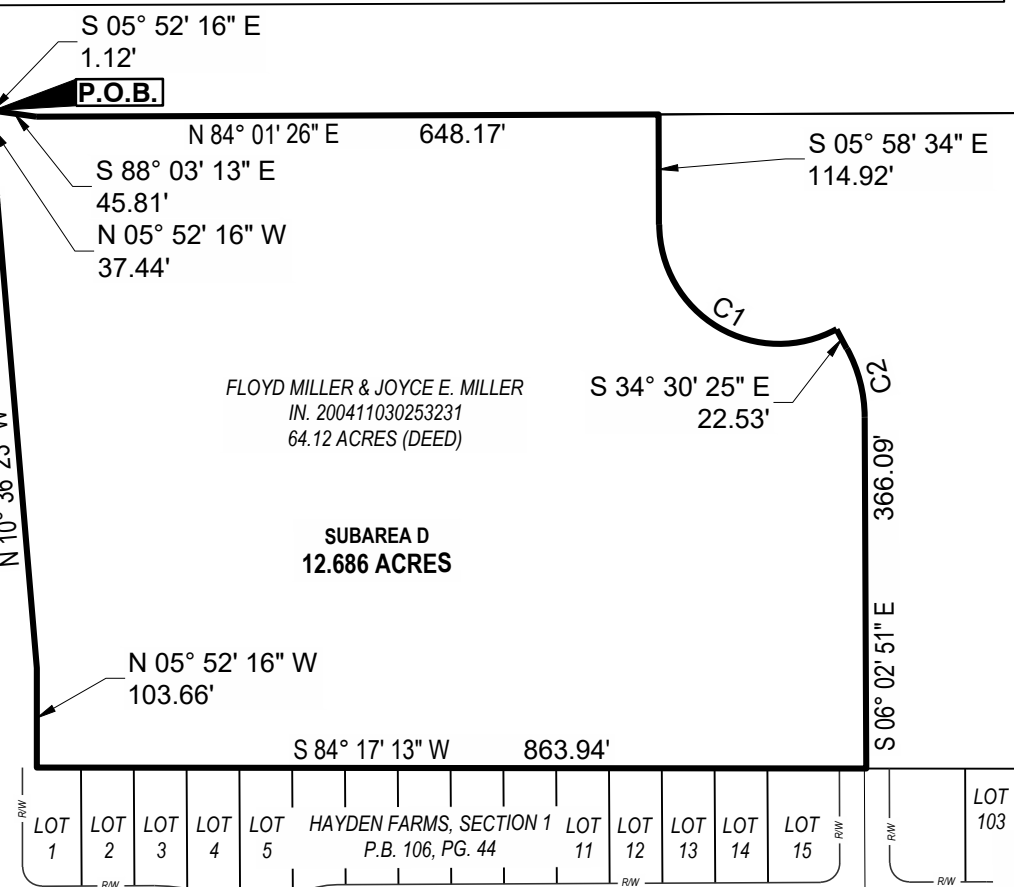 S 05° 52' 16" E
1.12'
P.O.B.
N 84° 01' 26" E 648.17'
S 05° 58' 34" E
114.92'
S 88° 03' 13" E
45.81'
N 05° 52' 16" W
37.44'
C1
C2
S 34° 30' 25" E
22.53'
FLOYD MILLER & JOYCE E. MILLER
IN. 200411030253231
64.12 ACRES (DEED)
N 10° 36' 23" W
366.09'
S 06° 02' 51" E
SUBAREA D
12.686 ACRES
N 05° 52' 16" W
103.66'
S 84° 17' 13" W 863.94'
R/W
LOT
1
LOT
2
LOT
3
LOT
4
LOT
5
HAYDEN FARMS, SECTION 1
P.B. 106, PG. 44
LOT
11
LOT
12
LOT
13
LOT
14
LOT
15
R/W
R/W
LOT
103
R/W
R/W
R/W